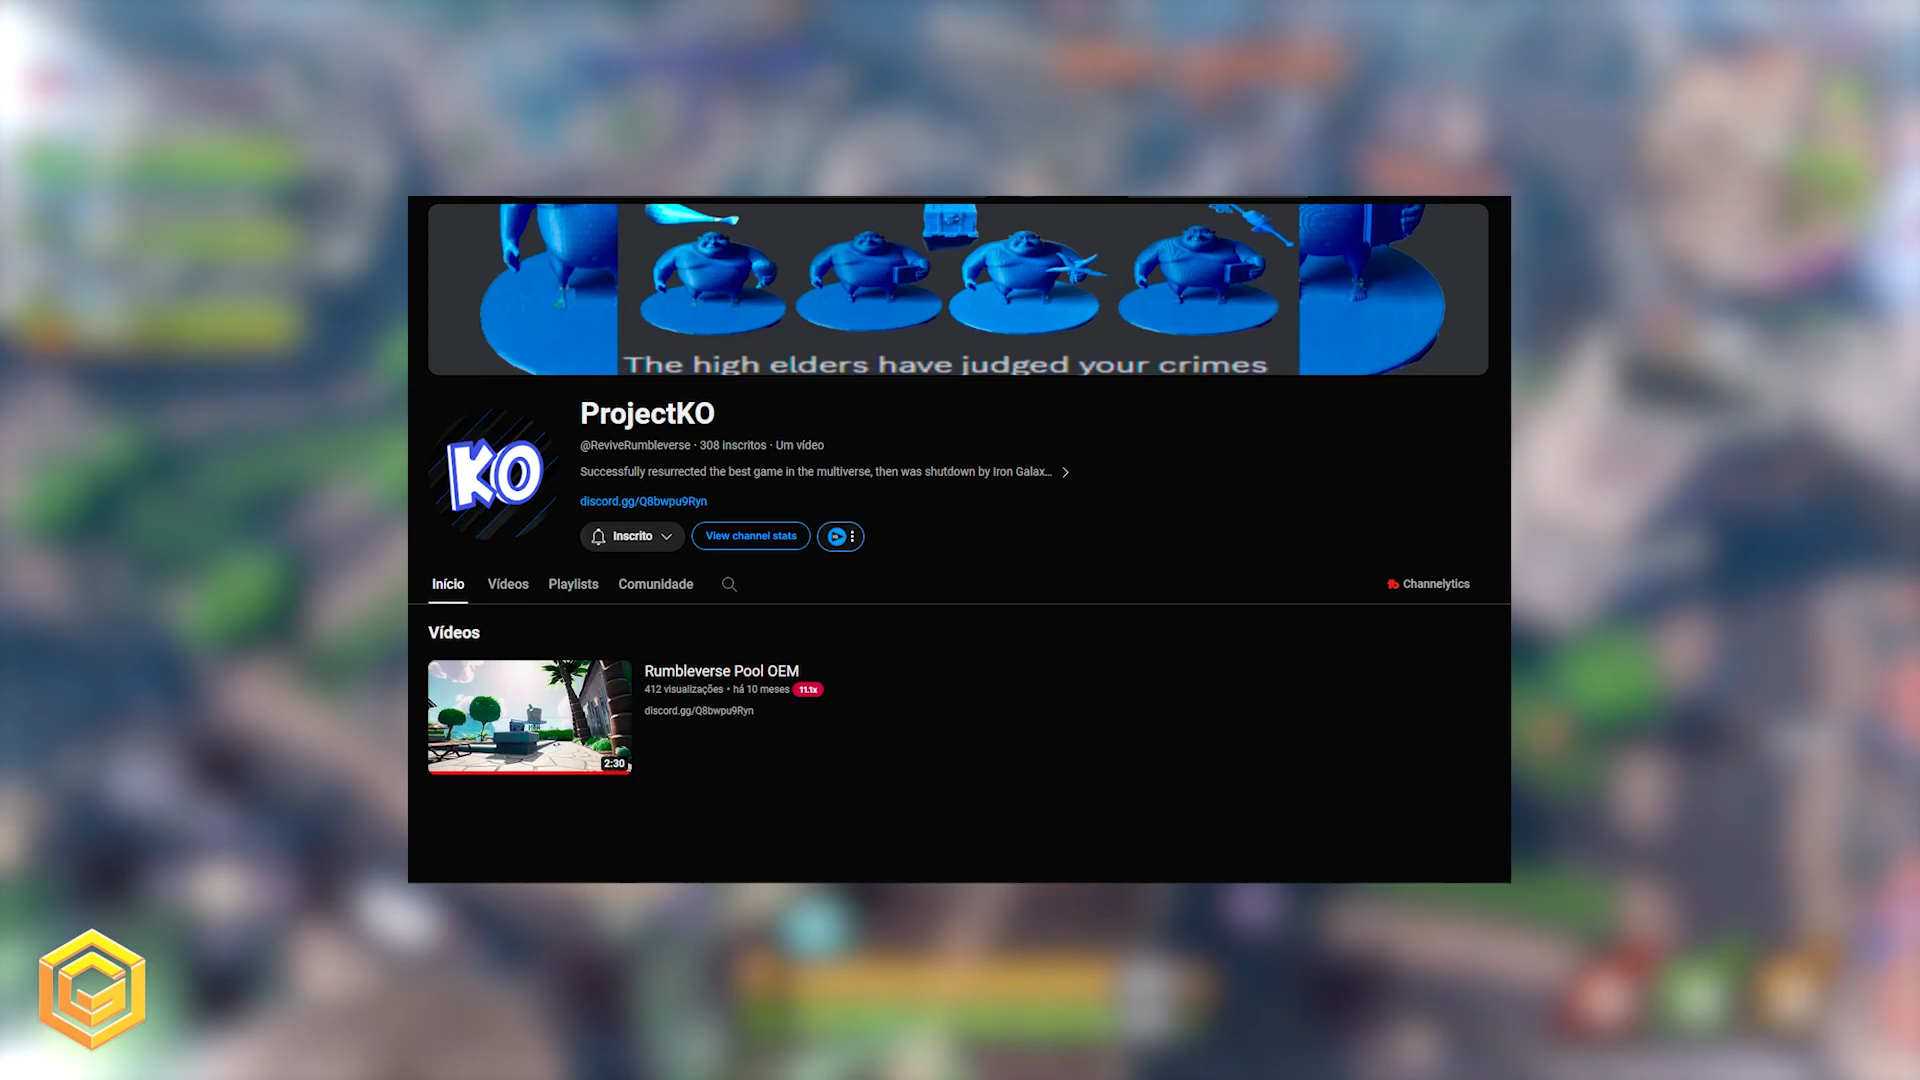 The high elders have judged your crimes
KO
ProjectKO
@ReviveRumbleverse · 308 inscritos · Um vídeo
Successfully resurrected the best game in the multiverse, then was shutdown by Iron Galax...
discord.gg/Q8bwpu9Ryn
Inscrito
View channel stats
Início Vídeos Playlists Comunidade
Channelytics
Vídeos
Rumbleverse Pool OEM
412 visualizações • há 10 meses 11.1x
discord.gg/Q8bwpu9Ryn
2:30